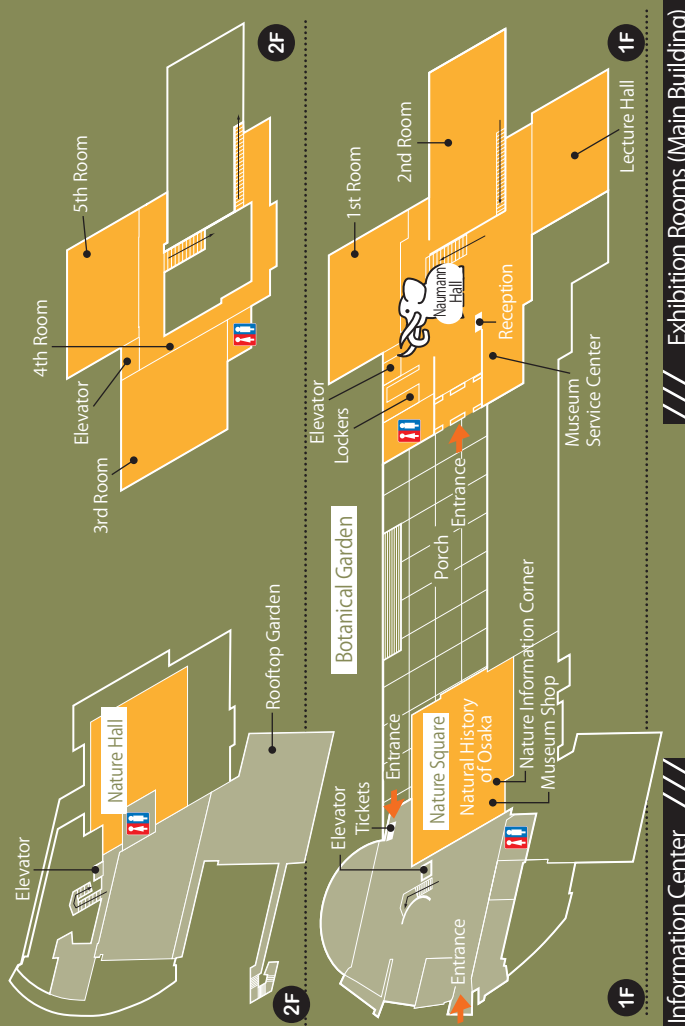 5th Room
4th Room
Elevator
3rd Room
2F
Botanical Garden
1st Room
2nd Room
Elevator
Lockers
Naumann
Hall
Reception
Entrance
Porch
Museum
Service Center
Lecture Hall
1F
Exhibition Rooms (Main Building)
Elevator
Nature Hall
Rooftop Garden
2F
Entrance
Elevator
Tickets
Nature Square
Natural History
of Osaka
Nature Information Corner
Museum Shop
Entrance
1F
Information Center